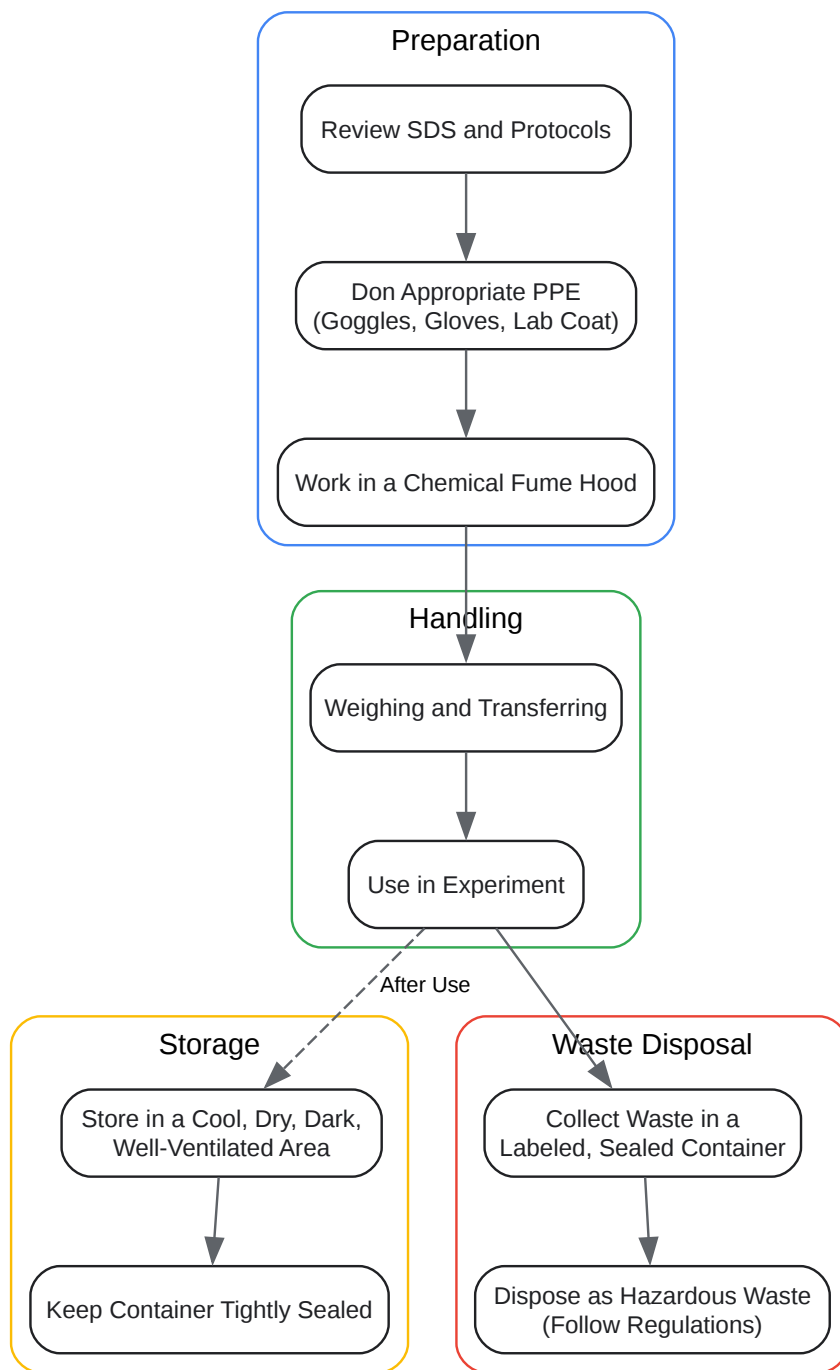 Preparation
Review SDS and Protocols
Don Appropriate PPE
(Goggles, Gloves, Lab Coat)
Work in a Chemical Fume Hood
Handling
Weighing and Transferring
Use in Experiment
After Use
Storage
Store in a Cool, Dry, Dark,
Well-Ventilated Area
Keep Container Tightly Sealed
Waste Disposal
Collect Waste in a
Labeled, Sealed Container
Dispose as Hazardous Waste
(Follow Regulations)